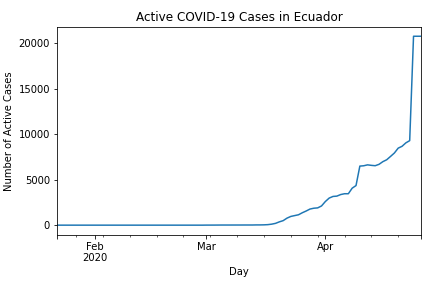 Active COVID-19 Cases in Ecuador
Number of Active Cases
20000
15000
10000
5000
0
Feb
2020
Mar
Apr
Day